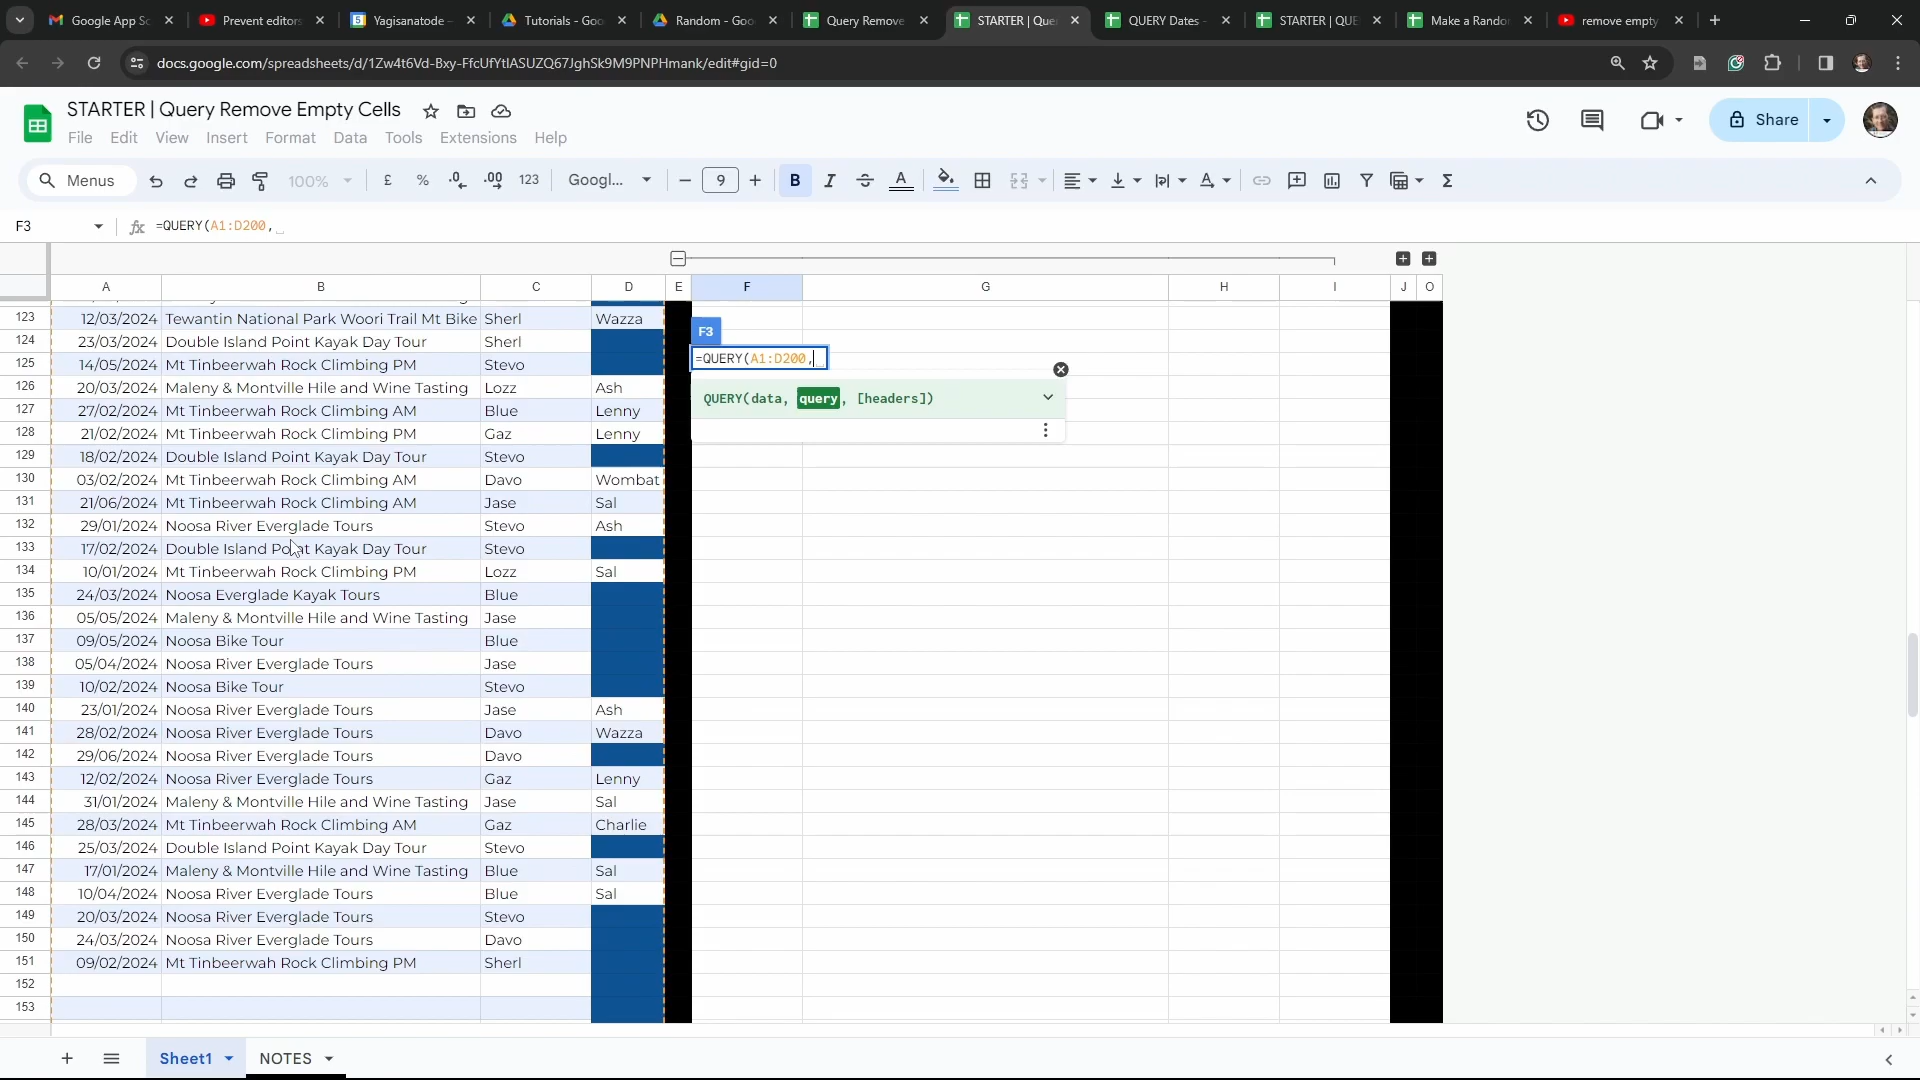 Google App Sc
Prevent editors
Yagisanatode -
Tutorials - Goo
Random - Goo
Query Remove
STARTER | Que
QUERY Dates -
STARTER | QUE
Make a Rando
remove empty
docs.google.com/spreadsheets/d/1Zw4t6Vd-Bxy-FfcUfYtIASUZQ67JghSk9M9PNPHmank/edit#gid=0
STARTER | Query Remove Empty Cells
File Edit View Insert Format Data Tools Extensions Help
Share
Menus 100% £ % .0 .00 123 Googl... 9 B I
F3 fx =QUERY(A1:D200,
A B C D E F G H I J O
123 12/03/2024 Tewantin National Park Woori Trail Mt Bike Sherl Wazza
124 23/03/2024 Double Island Point Kayak Day Tour Sherl
125 14/05/2024 Mt Tinbeerwah Rock Climbing PM Stevo
126 20/03/2024 Maleny & Montville Hile and Wine Tasting Lozz Ash
127 27/02/2024 Mt Tinbeerwah Rock Climbing AM Blue Lenny
128 21/02/2024 Mt Tinbeerwah Rock Climbing PM Gaz Lenny
129 18/02/2024 Double Island Point Kayak Day Tour Stevo
130 03/02/2024 Mt Tinbeerwah Rock Climbing AM Davo Wombat
131 21/06/2024 Mt Tinbeerwah Rock Climbing AM Jase Sal
132 29/01/2024 Noosa River Everglade Tours Stevo Ash
133 17/02/2024 Double Island Point Kayak Day Tour Stevo
134 10/01/2024 Mt Tinbeerwah Rock Climbing PM Lozz Sal
135 24/03/2024 Noosa Everglade Kayak Tours Blue
136 05/05/2024 Maleny & Montville Hile and Wine Tasting Jase
137 09/05/2024 Noosa Bike Tour Blue
138 05/04/2024 Noosa River Everglade Tours Jase
139 10/02/2024 Noosa Bike Tour Stevo
140 23/01/2024 Noosa River Everglade Tours Jase Ash
141 28/02/2024 Noosa River Everglade Tours Davo Wazza
142 29/06/2024 Noosa River Everglade Tours Davo
143 12/02/2024 Noosa River Everglade Tours Gaz Lenny
144 31/01/2024 Maleny & Montville Hile and Wine Tasting Jase Sal
145 28/03/2024 Mt Tinbeerwah Rock Climbing AM Gaz Charlie
146 25/03/2024 Double Island Point Kayak Day Tour Stevo
147 17/01/2024 Maleny & Montville Hile and Wine Tasting Blue Sal
148 10/04/2024 Noosa River Everglade Tours Blue Sal
149 20/03/2024 Noosa River Everglade Tours Stevo
150 24/03/2024 Noosa River Everglade Tours Davo
151 09/02/2024 Mt Tinbeerwah Rock Climbing PM Sherl
152
153
F3
=QUERY(A1:D200,
QUERY(data, query, [headers])
Sheet1 NOTES